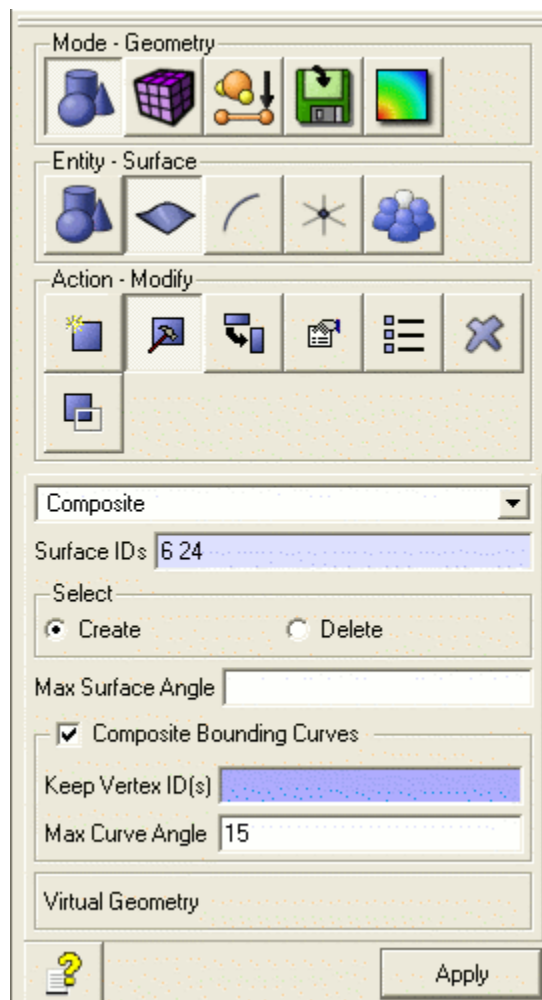 Mode - Geometry
Entity - Surface
Action - Modify
Composite
Surface IDs 6 24
Select
Create Delete
Max Surface Angle
Composite Bounding Curves
Keep Vertex ID(s)
Max Curve Angle 15
Virtual Geometry
Apply